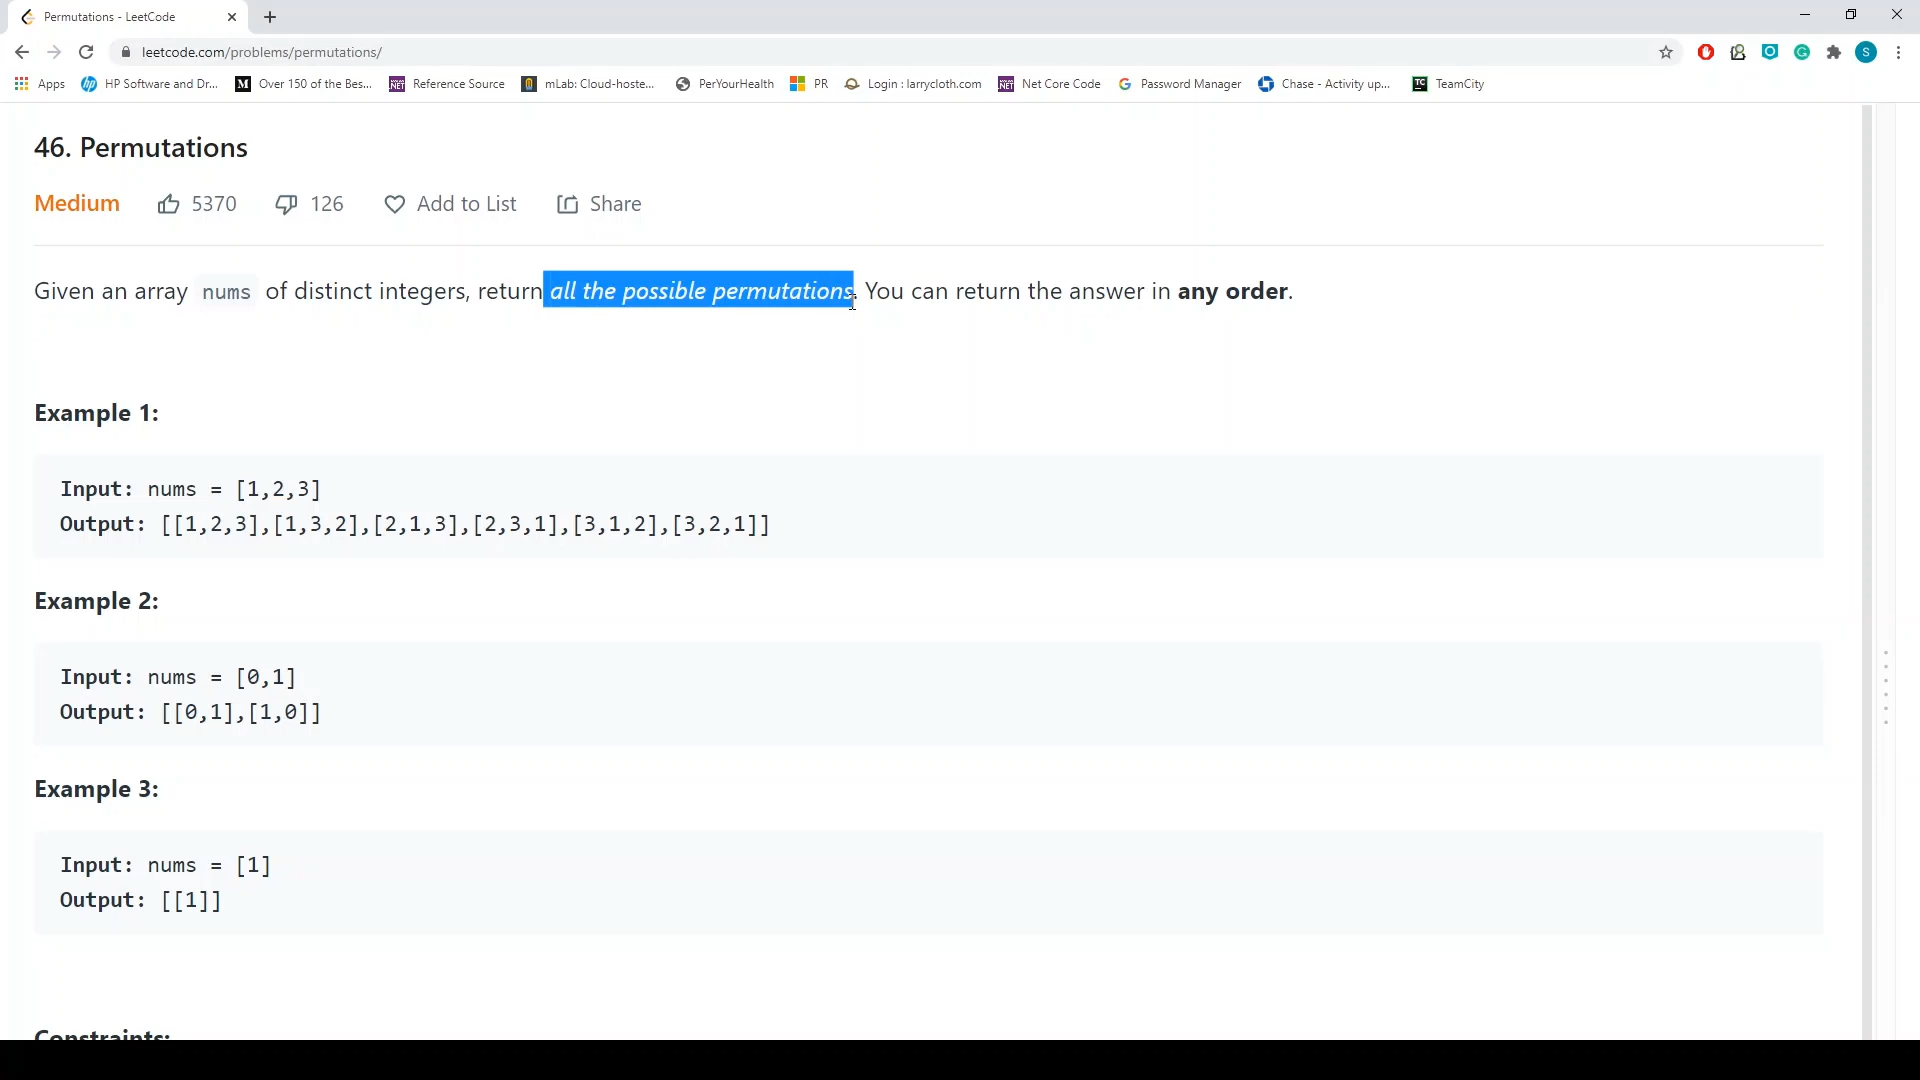 Permutations - LeetCode
leetcode.com/problems/permutations/
S
Apps HP Software and Dr... Over 150 of the Bes... Reference Source mLab: Cloud-hoste... PerYourHealth PR Login : larrycloth.com Net Core Code Password Manager Chase - Activity up... TeamCity
46. Permutations
Medium 5370 126 Add to List Share
Given an array nums of distinct integers, return all the possible permutations. You can return the answer in any order.
Example 1:
Input: nums = [1,2,3]
Output: [[1,2,3],[1,3,2],[2,1,3],[2,3,1],[3,1,2],[3,2,1]]
Example 2:
Input: nums = [0,1]
Output: [[0,1],[1,0]]
Example 3:
Input: nums = [1]
Output: [[1]]
Constraints: